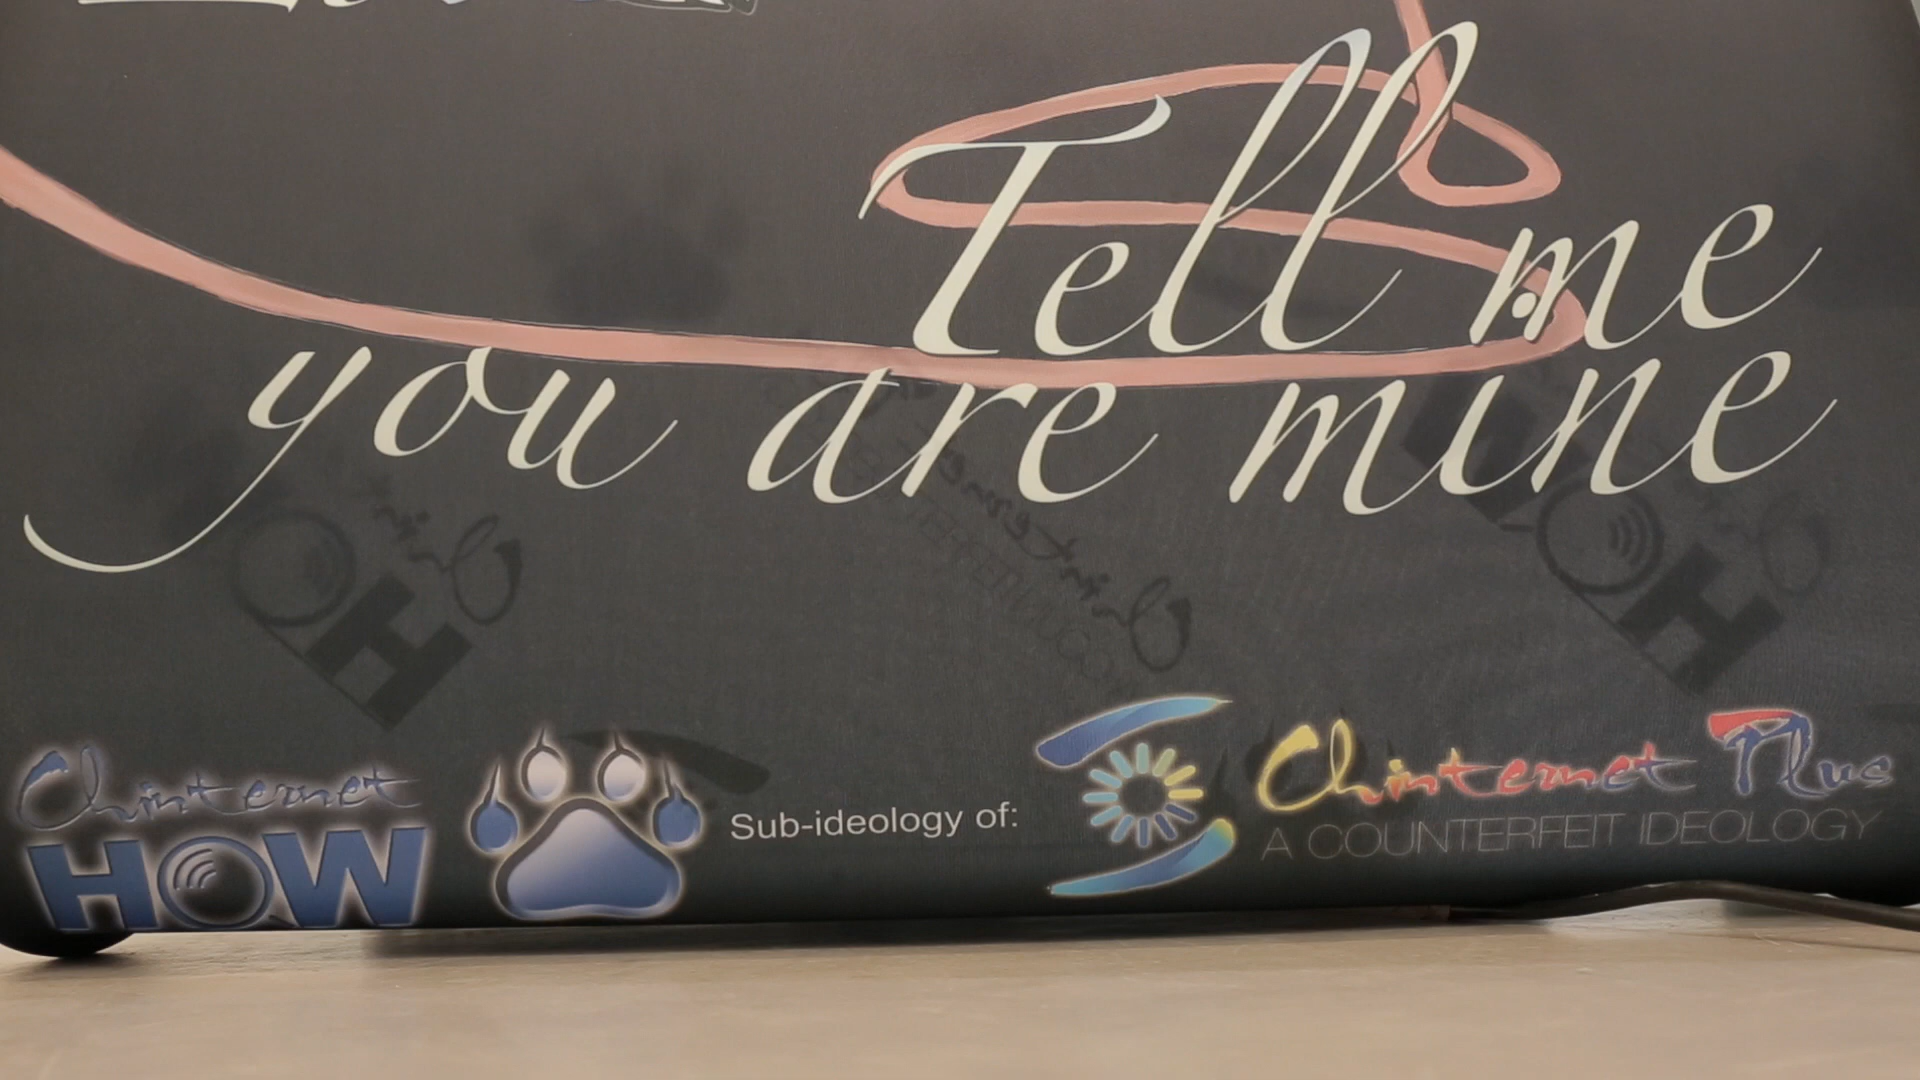 Tell me
you are mine
Chinternet
HOW
Sub-ideology of:
Chinternet Plus
A COUNTERFEIT IDEOLOGY